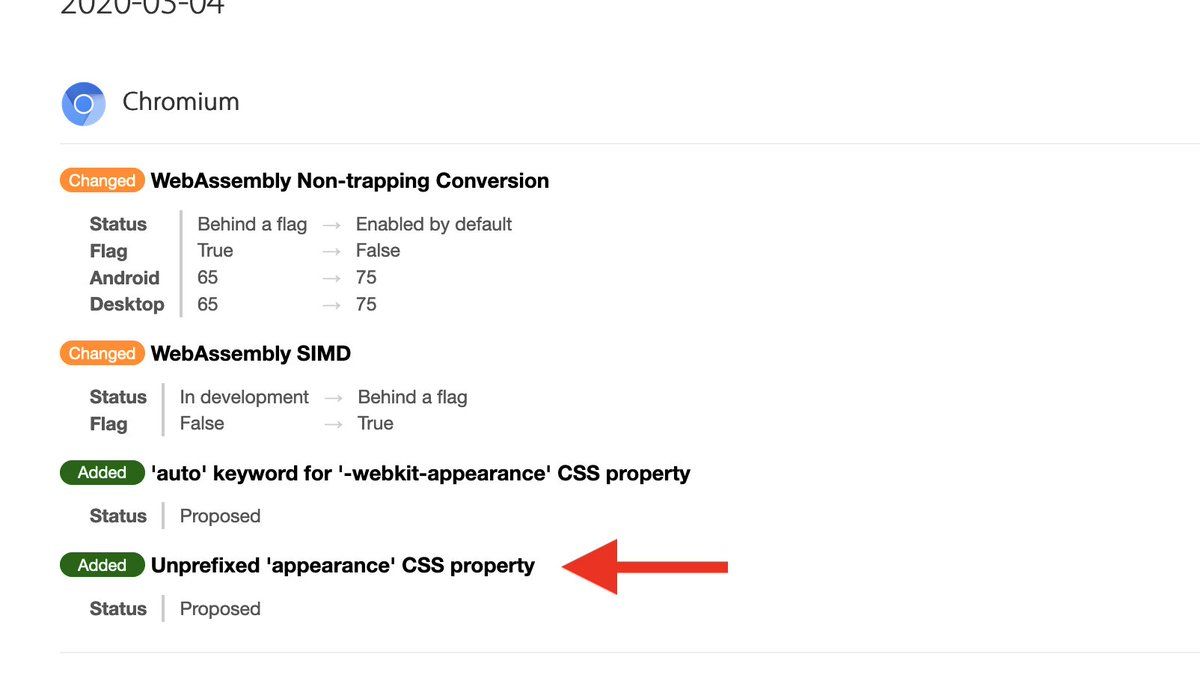 2020-03-04
Chromium
Changed WebAssembly Non-trapping Conversion
Status Behind a flag → Enabled by default
Flag True → False
Android 65 → 75
Desktop 65 → 75
Changed WebAssembly SIMD
Status In development → Behind a flag
Flag False → True
Added 'auto' keyword for '-webkit-appearance' CSS property
Status Proposed
Added Unprefixed 'appearance' CSS property
Status Proposed